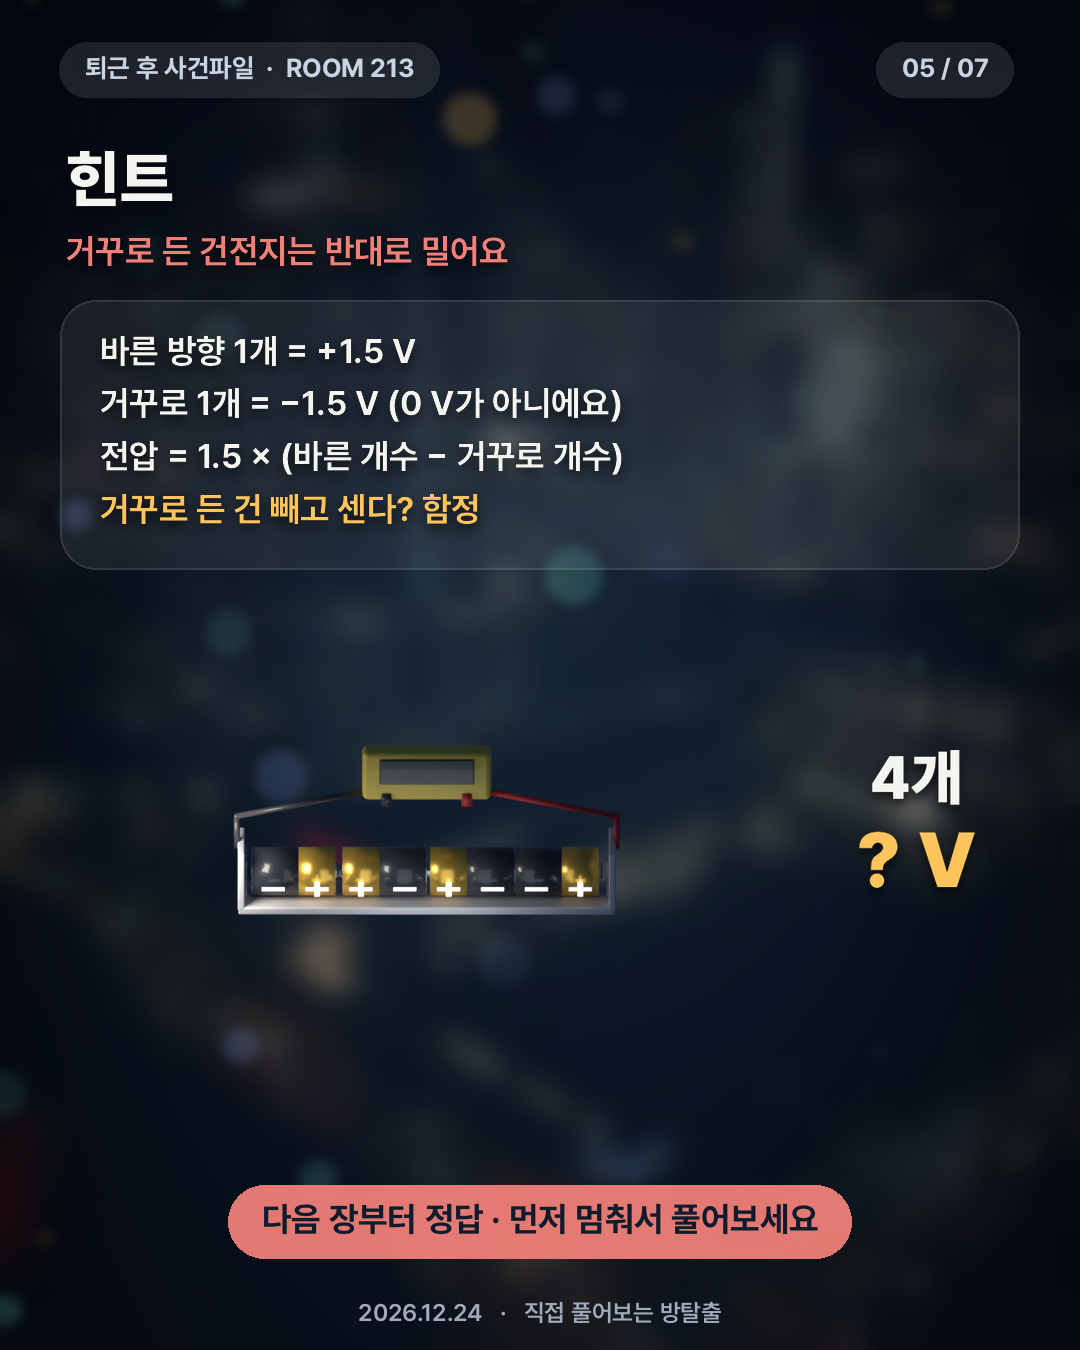 퇴근 후 사건파일 · ROOM 213
05 / 07
힌트
거꾸로 든 건전지는 반대로 밀어요
바른 방향 1개 = +1.5 V
거꾸로 1개 = −1.5 V (0 V가 아니에요)
전압 = 1.5 × (바른 개수 − 거꾸로 개수)
거꾸로 든 건 빼고 센다? 함정
4개
? V
− + + − + − − +
다음 장부터 정답 · 먼저 멈춰서 풀어보세요
2026.12.24 · 직접 풀어보는 방탈출